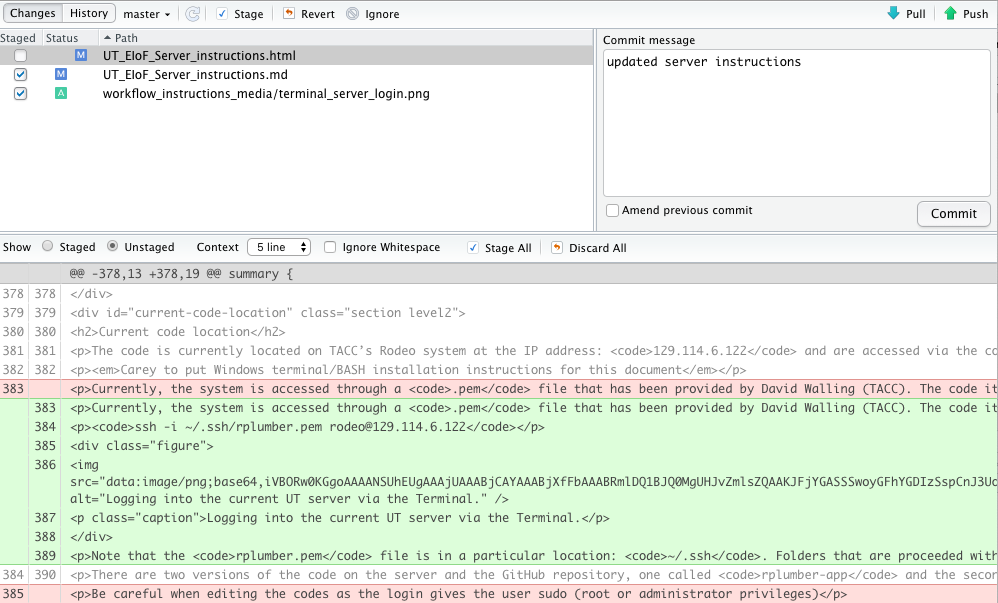 Changes History master Stage Revert Ignore Pull Push
Staged Status Path
M UT_EIoF_Server_instructions.html
M UT_EIoF_Server_instructions.md
A workflow_instructions_media/terminal_server_login.png
Commit message
updated server instructions
Amend previous commit Commit
Show Staged Unstaged Context 5 line Ignore Whitespace Stage All Discard All
@@ -378,13 +378,19 @@ summary {
378 378 </div>
379 379 <div id="current-code-location" class="section level2">
380 380 <h2>Current code location</h2>
381 381 <p>The code is currently located on TACC’s Rodeo system at the IP address: <code>129.114.6.122</code> and are accessed via the co
382 382 <p><em>Carey to put Windows terminal/BASH installation instructions for this document</em></p>
383 <p>Currently, the system is accessed through a <code>.pem</code> file that has been provided by David Walling (TACC). The code it
383 <p>Currently, the system is accessed through a <code>.pem</code> file that has been provided by David Walling (TACC). The code it
384 <p><code>ssh -i ~/.ssh/rplumber.pem rodeo@129.114.6.122</code></p>
385 <div class="figure">
386 <img
src="data:image/png;base64,iVBORw0KGgoAAAANSUhEUgAAAjUAAABjCAYAAABjXfFbAAABRmlDQ1BJQ0MgUHJvZmlsZQAAKJFjYGASSSwoyGFhYGDIzSspCnJ3Uc
alt="Logging into the current UT server via the Terminal." />
387 <p class="caption">Logging into the current UT server via the Terminal.</p>
388 </div>
389 <p>Note that the <code>rplumber.pem</code> file is in a particular location: <code>~/.ssh</code>. Folders that are proceeded with
384 390 <p>There are two versions of the code on the server and the GitHub repository, one called <code>rplumber-app</code> and the secon
385 <p>Be careful when editing the codes as the login gives the user sudo (root or administrator privileges)</p>